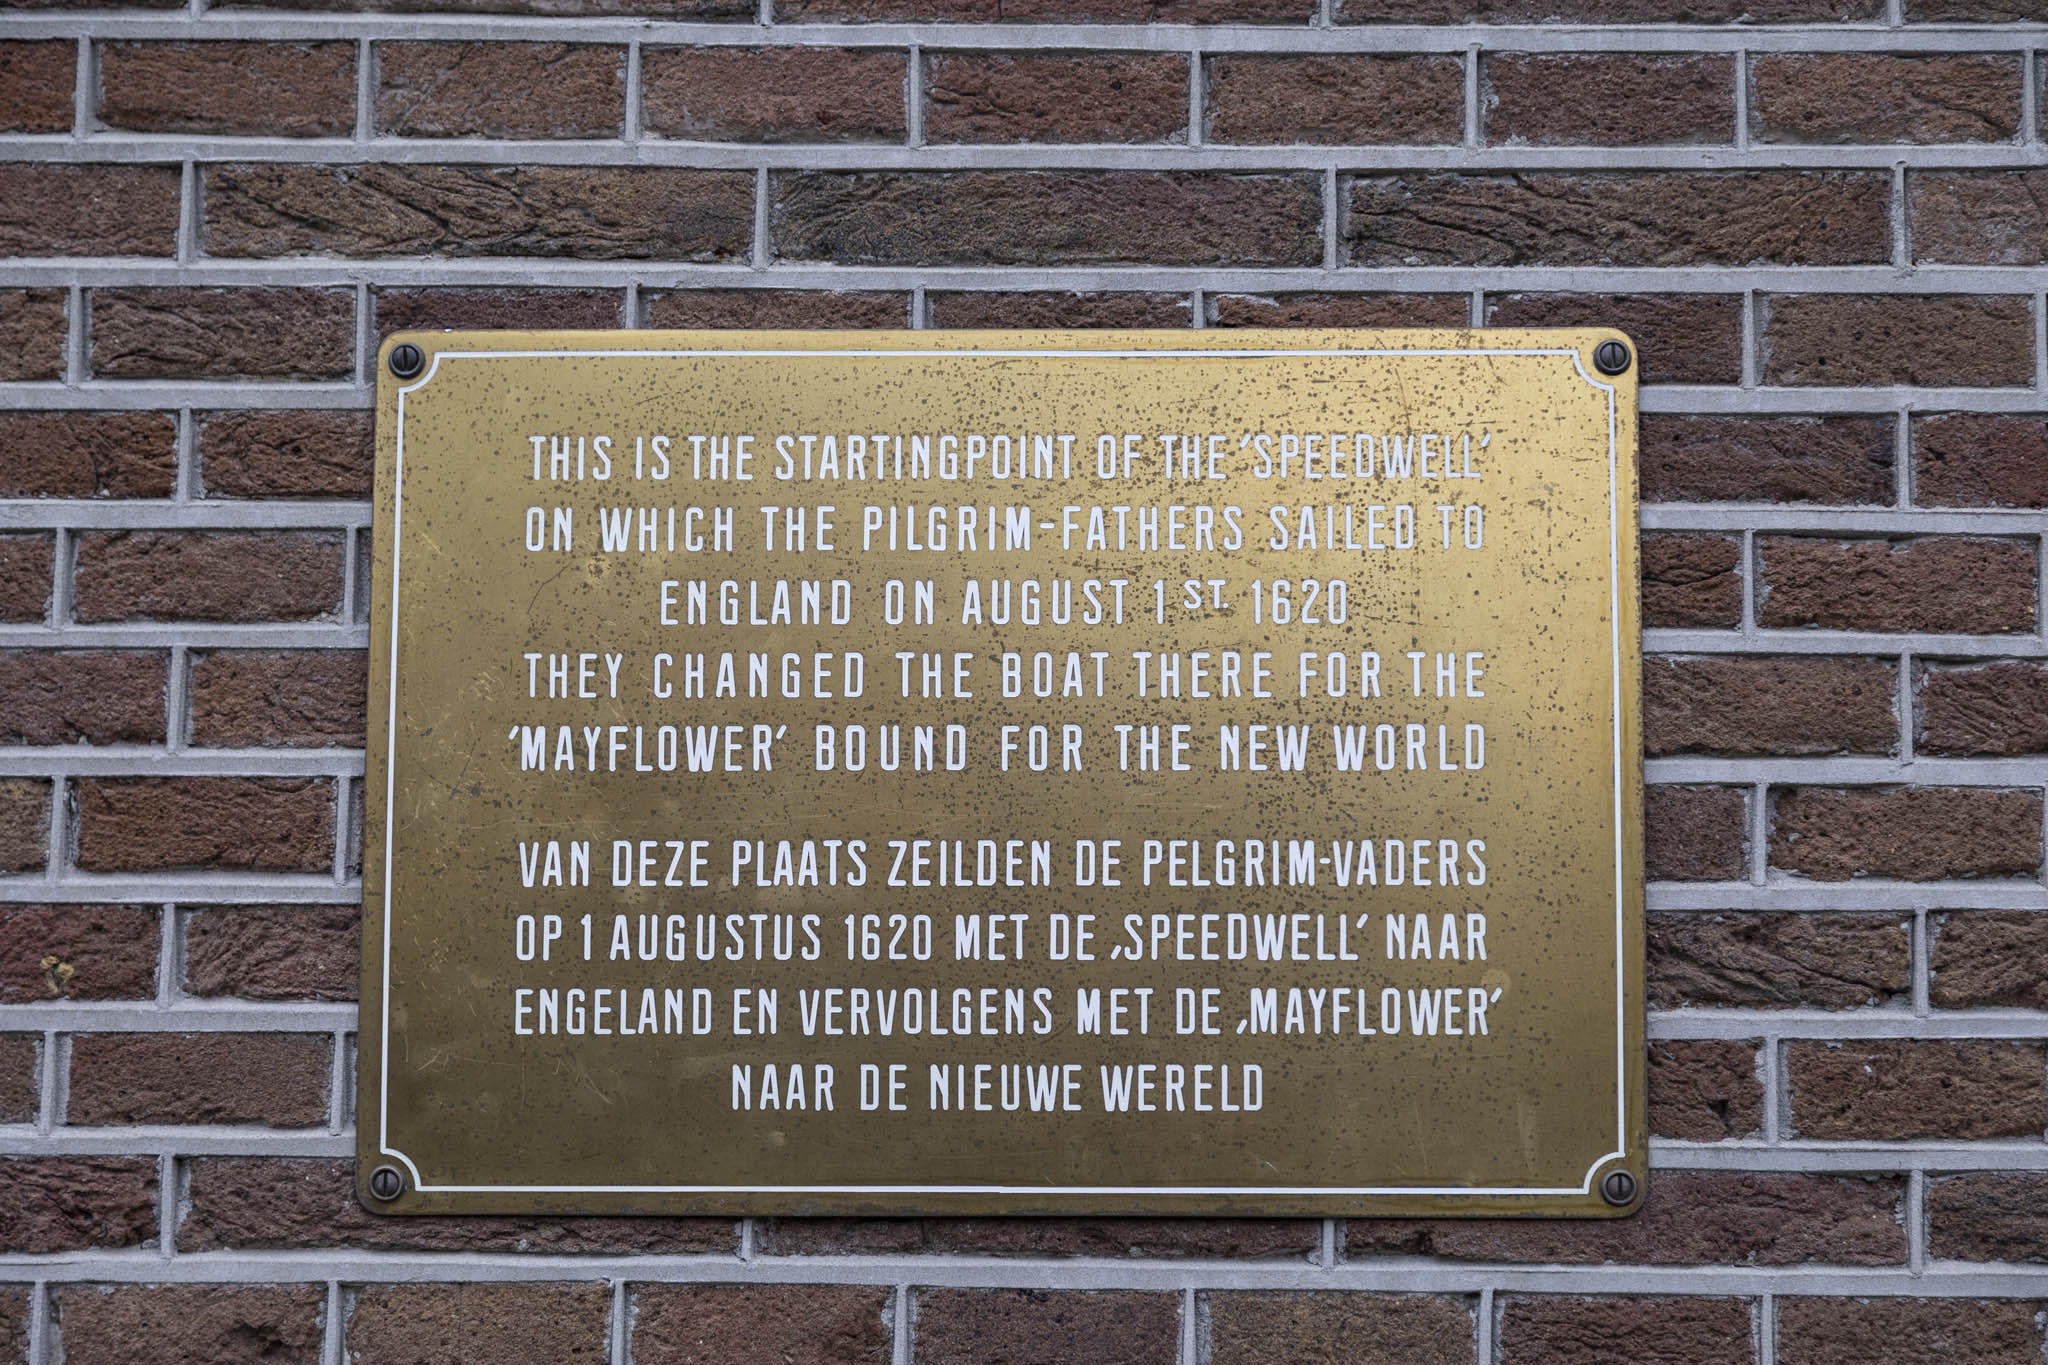 THIS IS THE STARTINGPOINT OF THE 'SPEEDWELL'
ON WHICH THE PILGRIM-FATHERS SAILED TO
ENGLAND ON AUGUST 1ST. 1620
THEY CHANGED THE BOAT THERE FOR THE
'MAYFLOWER' BOUND FOR THE NEW WORLD
VAN DEZE PLAATS ZEILDEN DE PELGRIM-VADERS
OP 1 AUGUSTUS 1620 MET DE ‚SPEEDWELL' NAAR
ENGELAND EN VERVOLGENS MET DE ‚MAYFLOWER'
NAAR DE NIEUWE WERELD